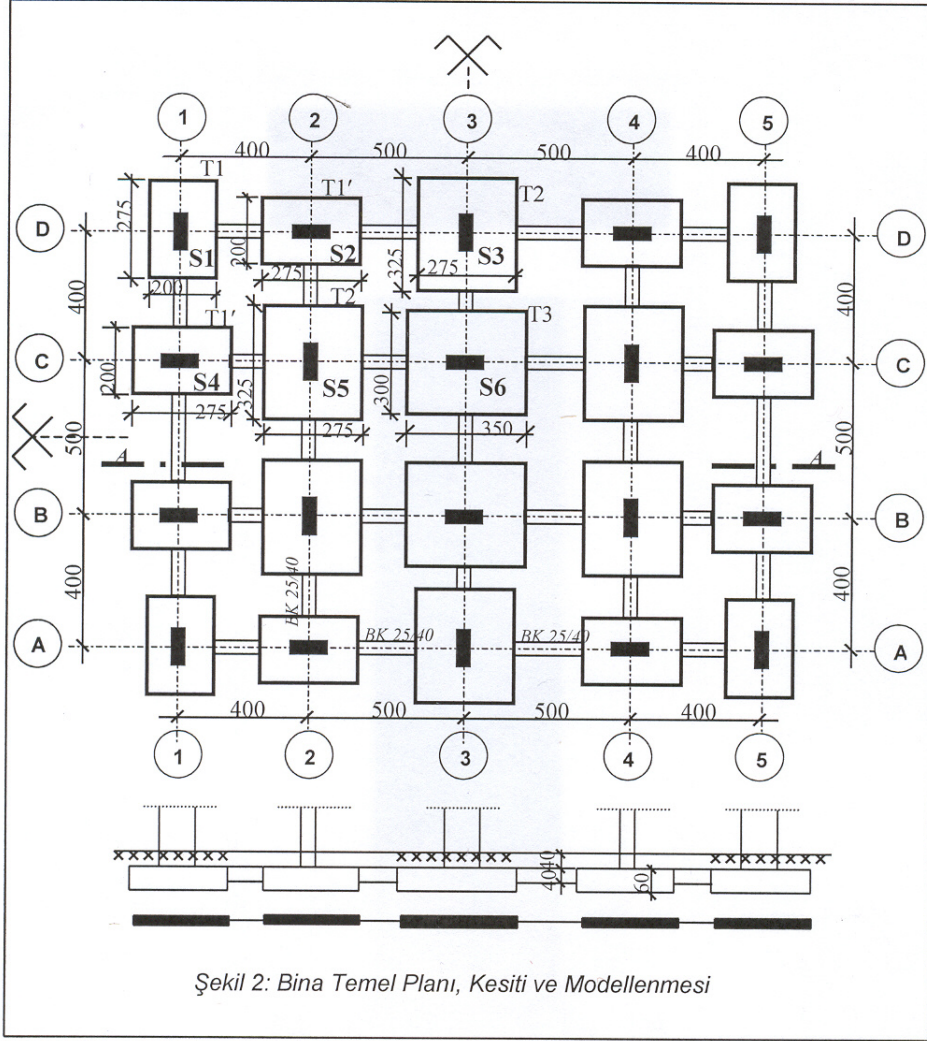 1 2 3 4 5
400 500 500 400
T1 T1' T2
D 275 S1 200 S2 325 S3 D
200 275 275
400 T1' T2 T3 400
C 200 S4 325 S5 300 S6 C
275 275 350
500 500
A A
B B
400 BK 25/40 400
BK 25/40 BK 25/40
A A
400 500 500 400
1 2 3 4 5
40 40 60
Şekil 2: Bina Temel Planı, Kesiti ve Modellenmesi